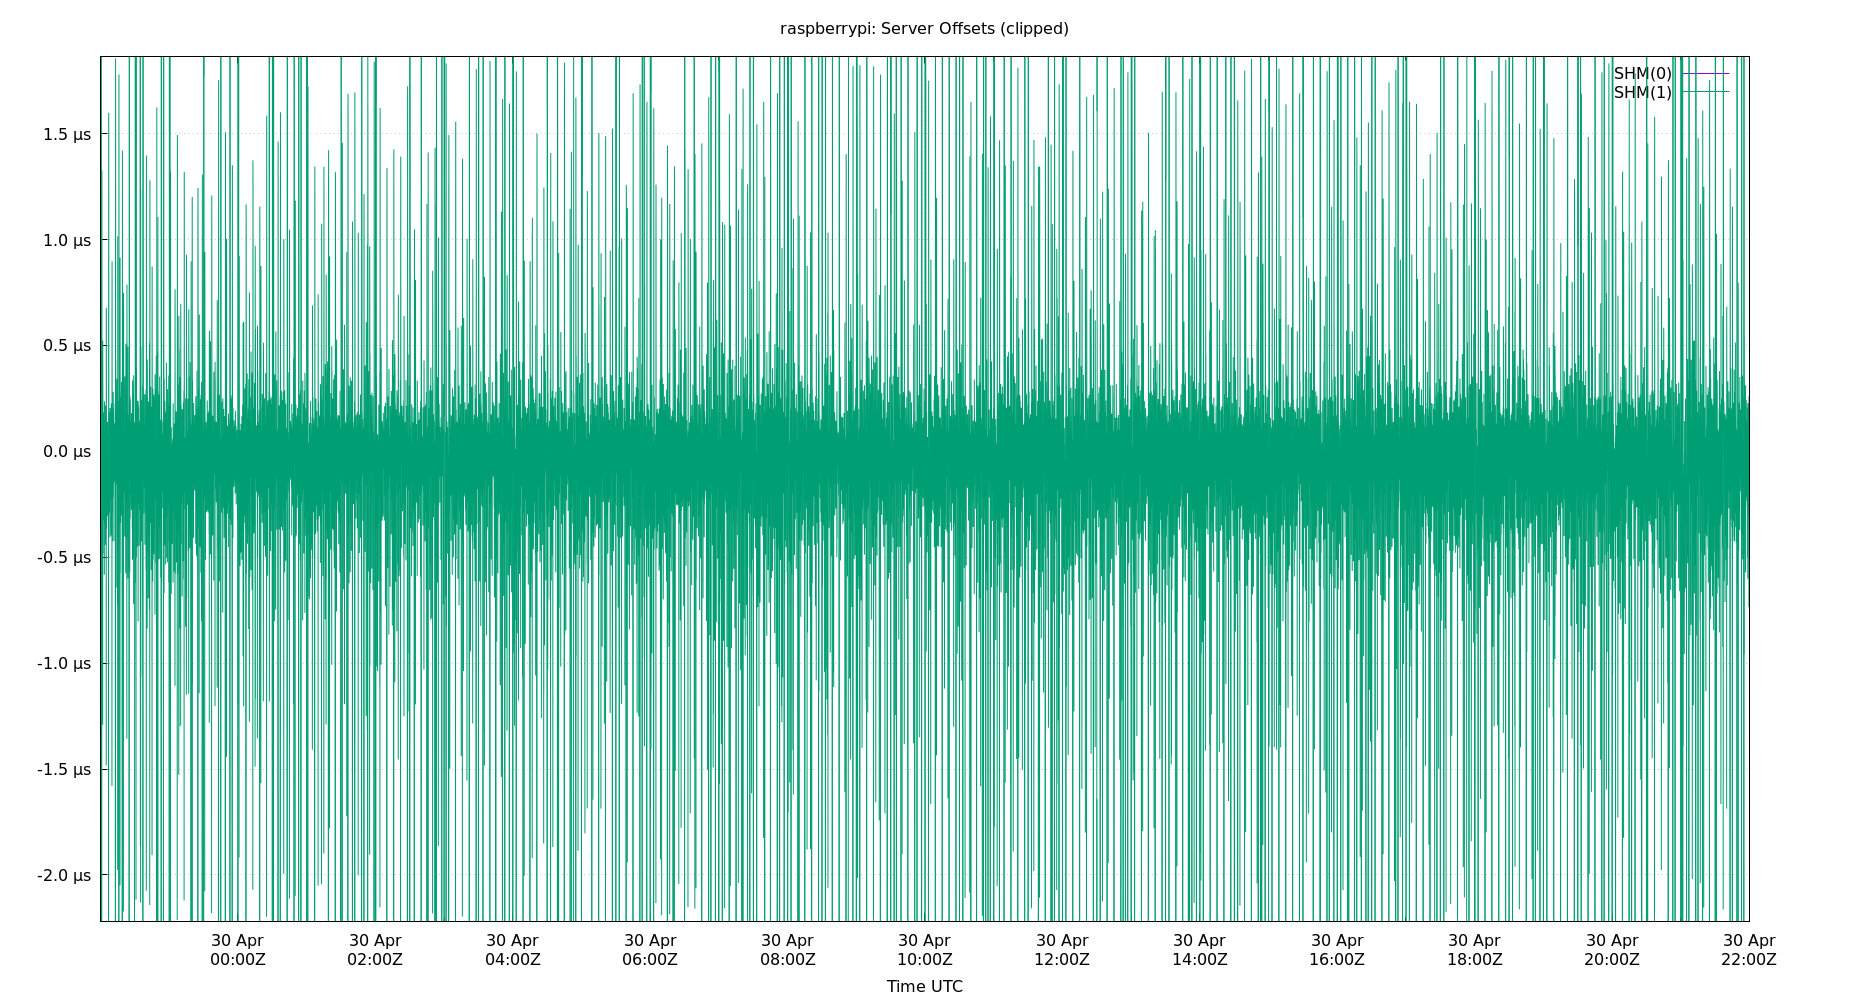 raspberrypi: Server Offsets (clipped)
SHM(0)
SHM(1)
1.5 µs
1.0 µs
0.5 µs
0.0 µs
-0.5 µs
-1.0 µs
-1.5 µs
-2.0 µs
30 Apr 30 Apr 30 Apr 30 Apr 30 Apr 30 Apr 30 Apr 30 Apr 30 Apr 30 Apr 30 Apr 30 Apr
00:00Z 02:00Z 04:00Z 06:00Z 08:00Z 10:00Z 12:00Z 14:00Z 16:00Z 18:00Z 20:00Z 22:00Z
Time UTC